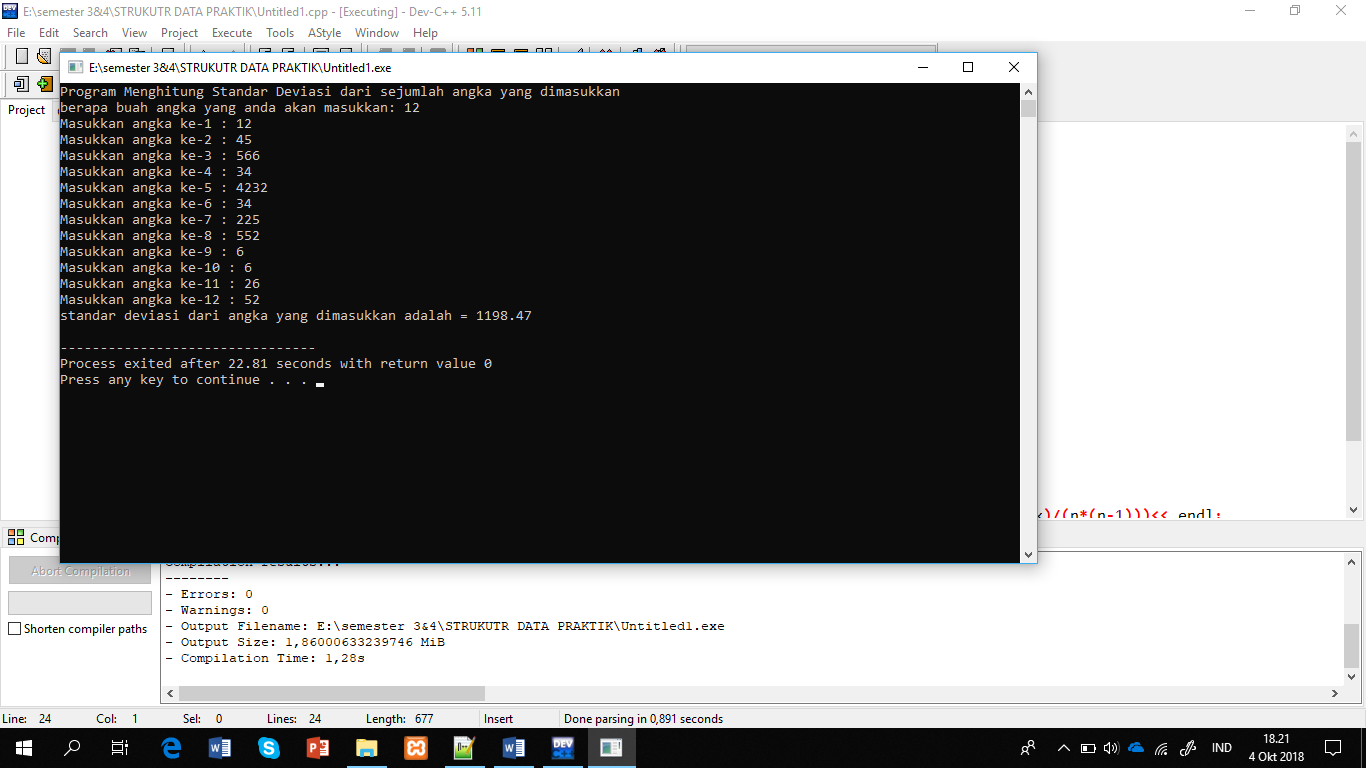 E:\semester 3&4\STRUKUTR DATA PRAKTIK\Untitled1.cpp - [Executing] - Dev-C++ 5.11
File Edit Search View Project Execute Tools AStyle Window Help
E:\semester 3&4\STRUKUTR DATA PRAKTIK\Untitled1.exe
Project
Program Menghitung Standar Deviasi dari sejumlah angka yang dimasukkan
berapa buah angka yang anda akan masukkan: 12
Masukkan angka ke-1 : 12
Masukkan angka ke-2 : 45
Masukkan angka ke-3 : 566
Masukkan angka ke-4 : 34
Masukkan angka ke-5 : 4232
Masukkan angka ke-6 : 34
Masukkan angka ke-7 : 225
Masukkan angka ke-8 : 552
Masukkan angka ke-9 : 6
Masukkan angka ke-10 : 6
Masukkan angka ke-11 : 26
Masukkan angka ke-12 : 52
standar deviasi dari angka yang dimasukkan adalah = 1198.47
--------------------------------
Process exited after 22.81 seconds with return value 0
Press any key to continue . . .
)/(n*(n-1)))<< endl;
Comp
Abort Compilation
Shorten compiler paths
Compilation results...
--------
- Errors: 0
- Warnings: 0
- Output Filename: E:\semester 3&4\STRUKUTR DATA PRAKTIK\Untitled1.exe
- Output Size: 1,86000633239746 MiB
- Compilation Time: 1,28s
Line: 24 Col: 1 Sel: 0 Lines: 24 Length: 677 Insert Done parsing in 0,891 seconds
IND
18.21
4 Okt 2018